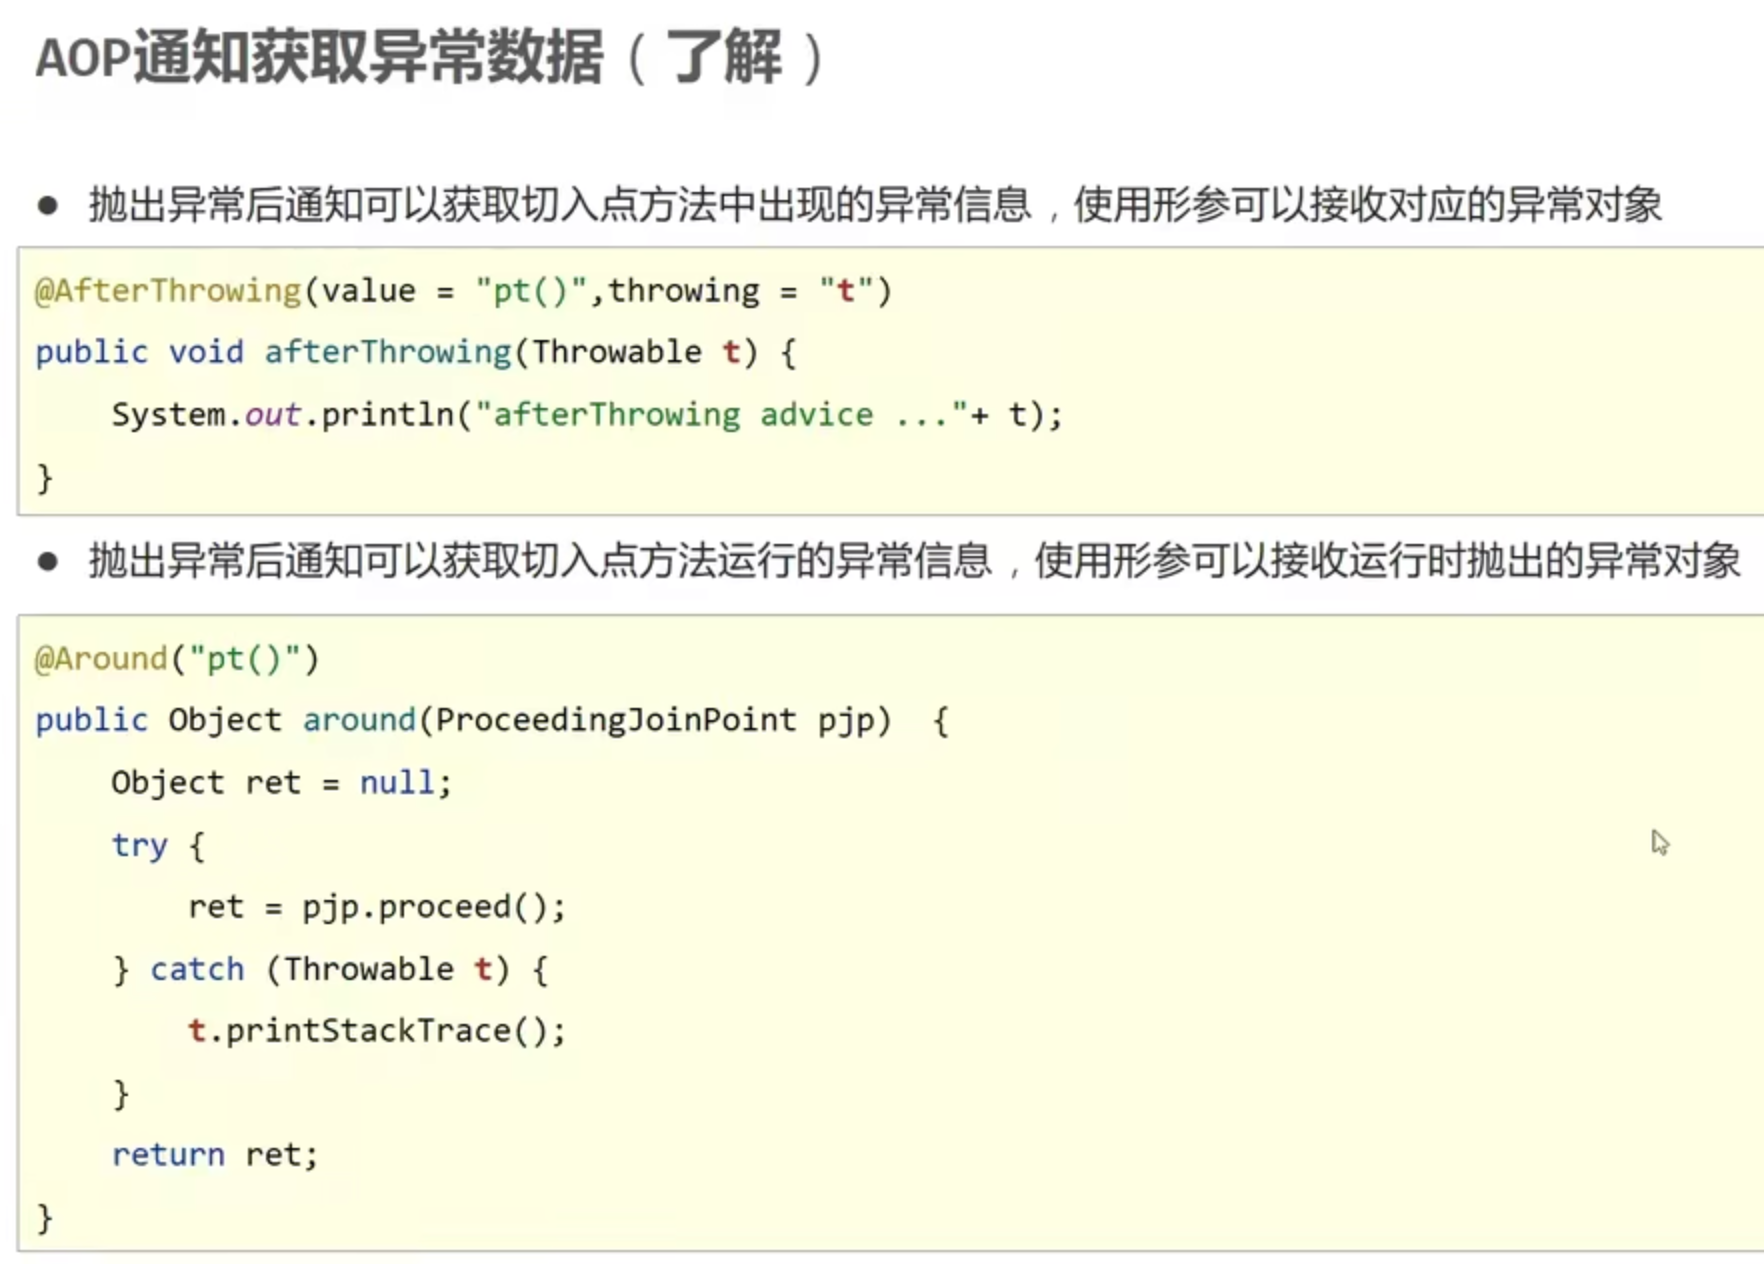 AOP通知获取异常数据（了解）
● 抛出异常后通知可以获取切入点方法中出现的异常信息，使用形参可以接收对应的异常对象
@AfterThrowing(value = "pt()",throwing = "t")
public void afterThrowing(Throwable t) {
    System.out.println("afterThrowing advice ..."+ t);
}
● 抛出异常后通知可以获取切入点方法运行的异常信息，使用形参可以接收运行时抛出的异常对象
@Around("pt()")
public Object around(ProceedingJoinPoint pjp)  {
    Object ret = null;
    try {
        ret = pjp.proceed();
    } catch (Throwable t) {
        t.printStackTrace();
    }
    return ret;
}